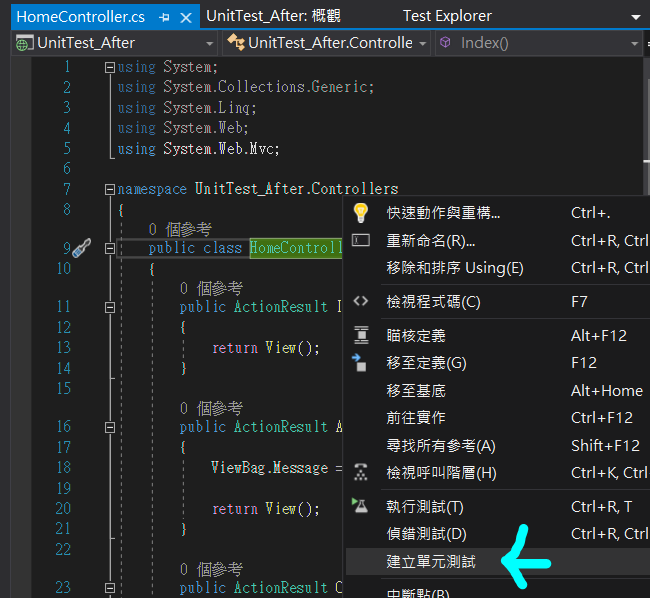 HomeController.cs UnitTest_After: 概觀 Test Explorer
UnitTest_After UnitTest_After.Controlle Index()
1 using System;
2 using System.Collections.Generic;
3 using System.Linq;
4 using System.Web;
5 using System.Web.Mvc;
6
7 namespace UnitTest_After.Controllers
8 {
0 個參考
9 public class HomeControll
10 {
0 個參考
11 public ActionResult I
12 {
13 return View();
14 }
15
0 個參考
16 public ActionResult A
17 {
18 ViewBag.Message =
19
20 return View();
21 }
22
0 個參考
23 public ActionResult C
快速動作與重構... Ctrl+.
重新命名(R)... Ctrl+R, Ctrl
移除和排序 Using(E) Ctrl+R, Ctrl
檢視程式碼(C) F7
瞄核定義 Alt+F12
移至定義(G) F12
移至基底 Alt+Home
前往實作 Ctrl+F12
尋找所有參考(A) Shift+F12
檢視呼叫階層(H) Ctrl+K, Ctrl
執行測試(T) Ctrl+R, T
偵錯測試(D) Ctrl+R, Ctrl
建立單元測試
中斷點(B)